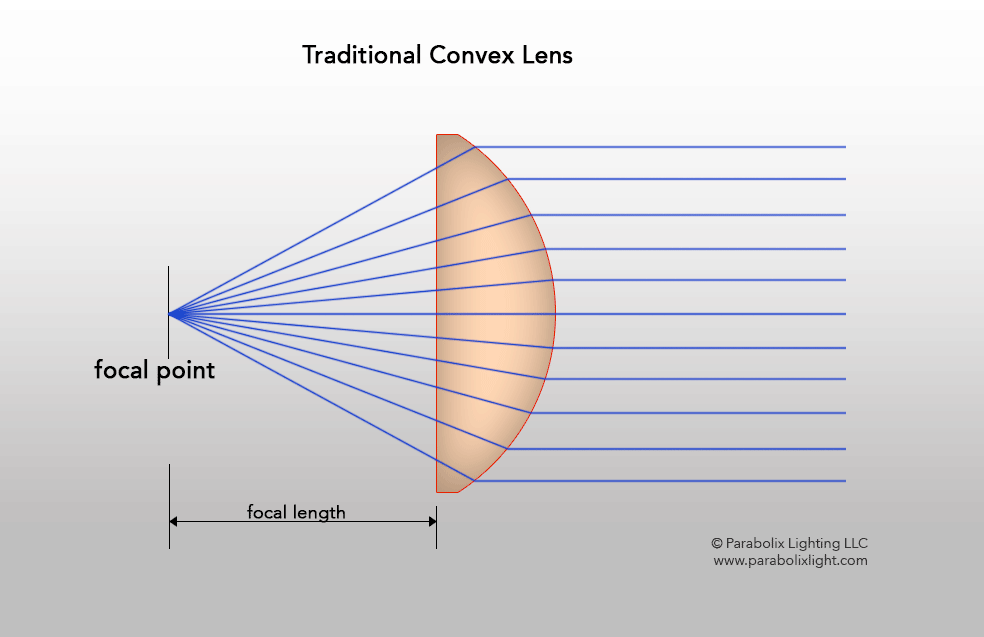 Traditional Convex Lens
focal point
focal length
© Parabolix Lighting LLC
www.parabolixlight.com